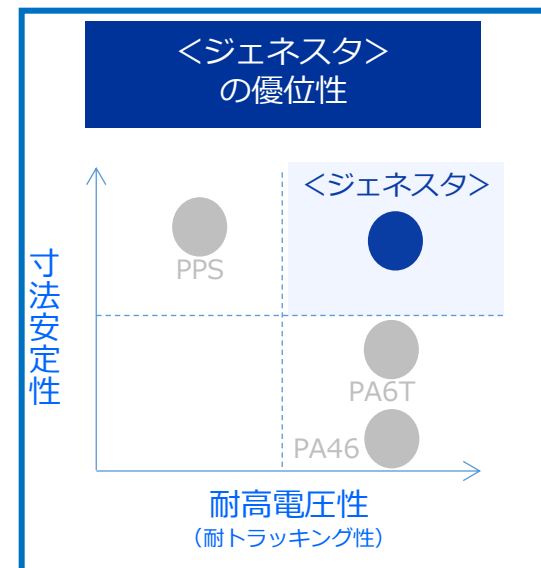 ＜ジェネスタ＞
の優位性
＜ジェネスタ＞
PPS
寸法安定性
PA6T
PA46
耐高電圧性
（耐トラッキング性）